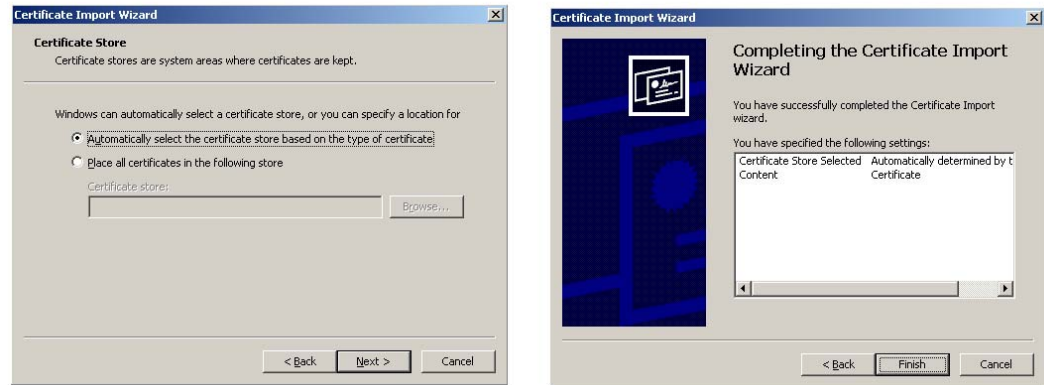 Certificate Import Wizard
Certificate Store
Certificate stores are system areas where certificates are kept.
Windows can automatically select a certificate store, or you can specify a location for
Automatically select the certificate store based on the type of certificate
Place all certificates in the following store
Certificate store:
Browse...
< Back
Next >
Cancel
Certificate Import Wizard
Completing the Certificate Import
Wizard
You have successfully completed the Certificate Import
wizard.
You have specified the following settings:
Certificate Store Selected Automatically determined by t
Content Certificate
< Back
Finish
Cancel